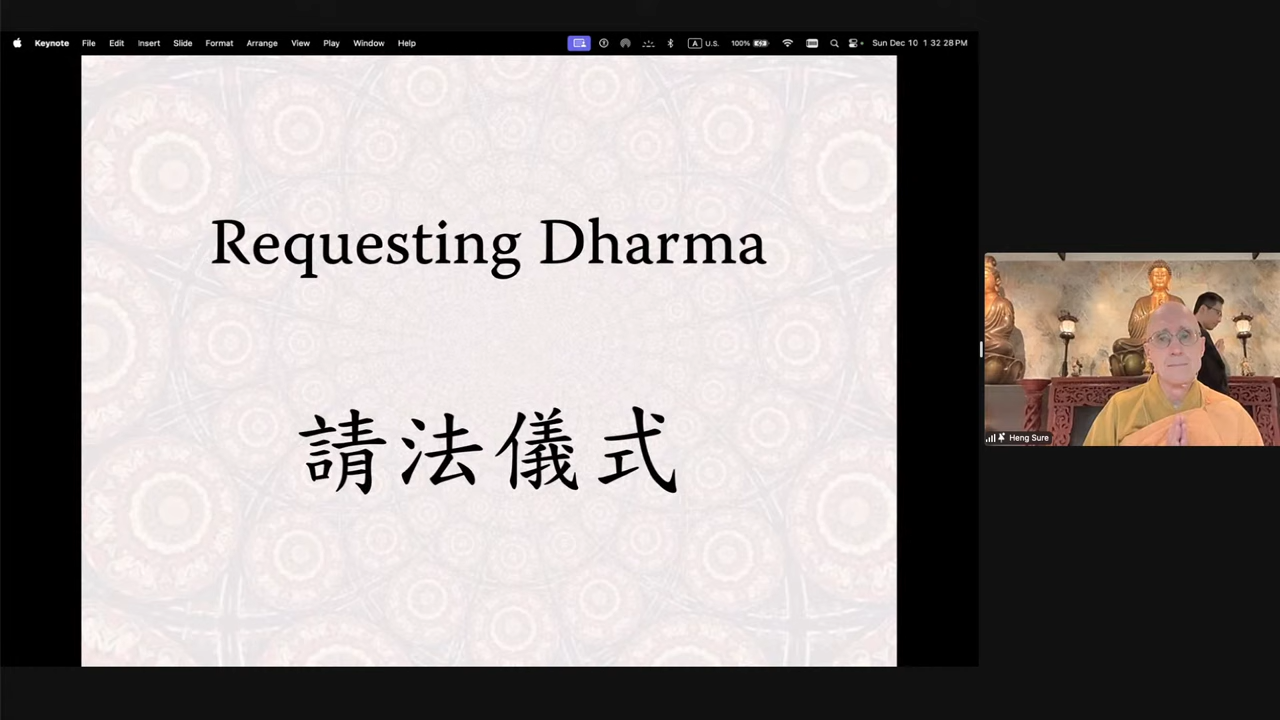 Keynote File Edit Insert Slide Format Arrange View Play Window Help A U.S. 100% Sun Dec 10 1 32 28 PM
Requesting Dharma
請法儀式
Heng Sure